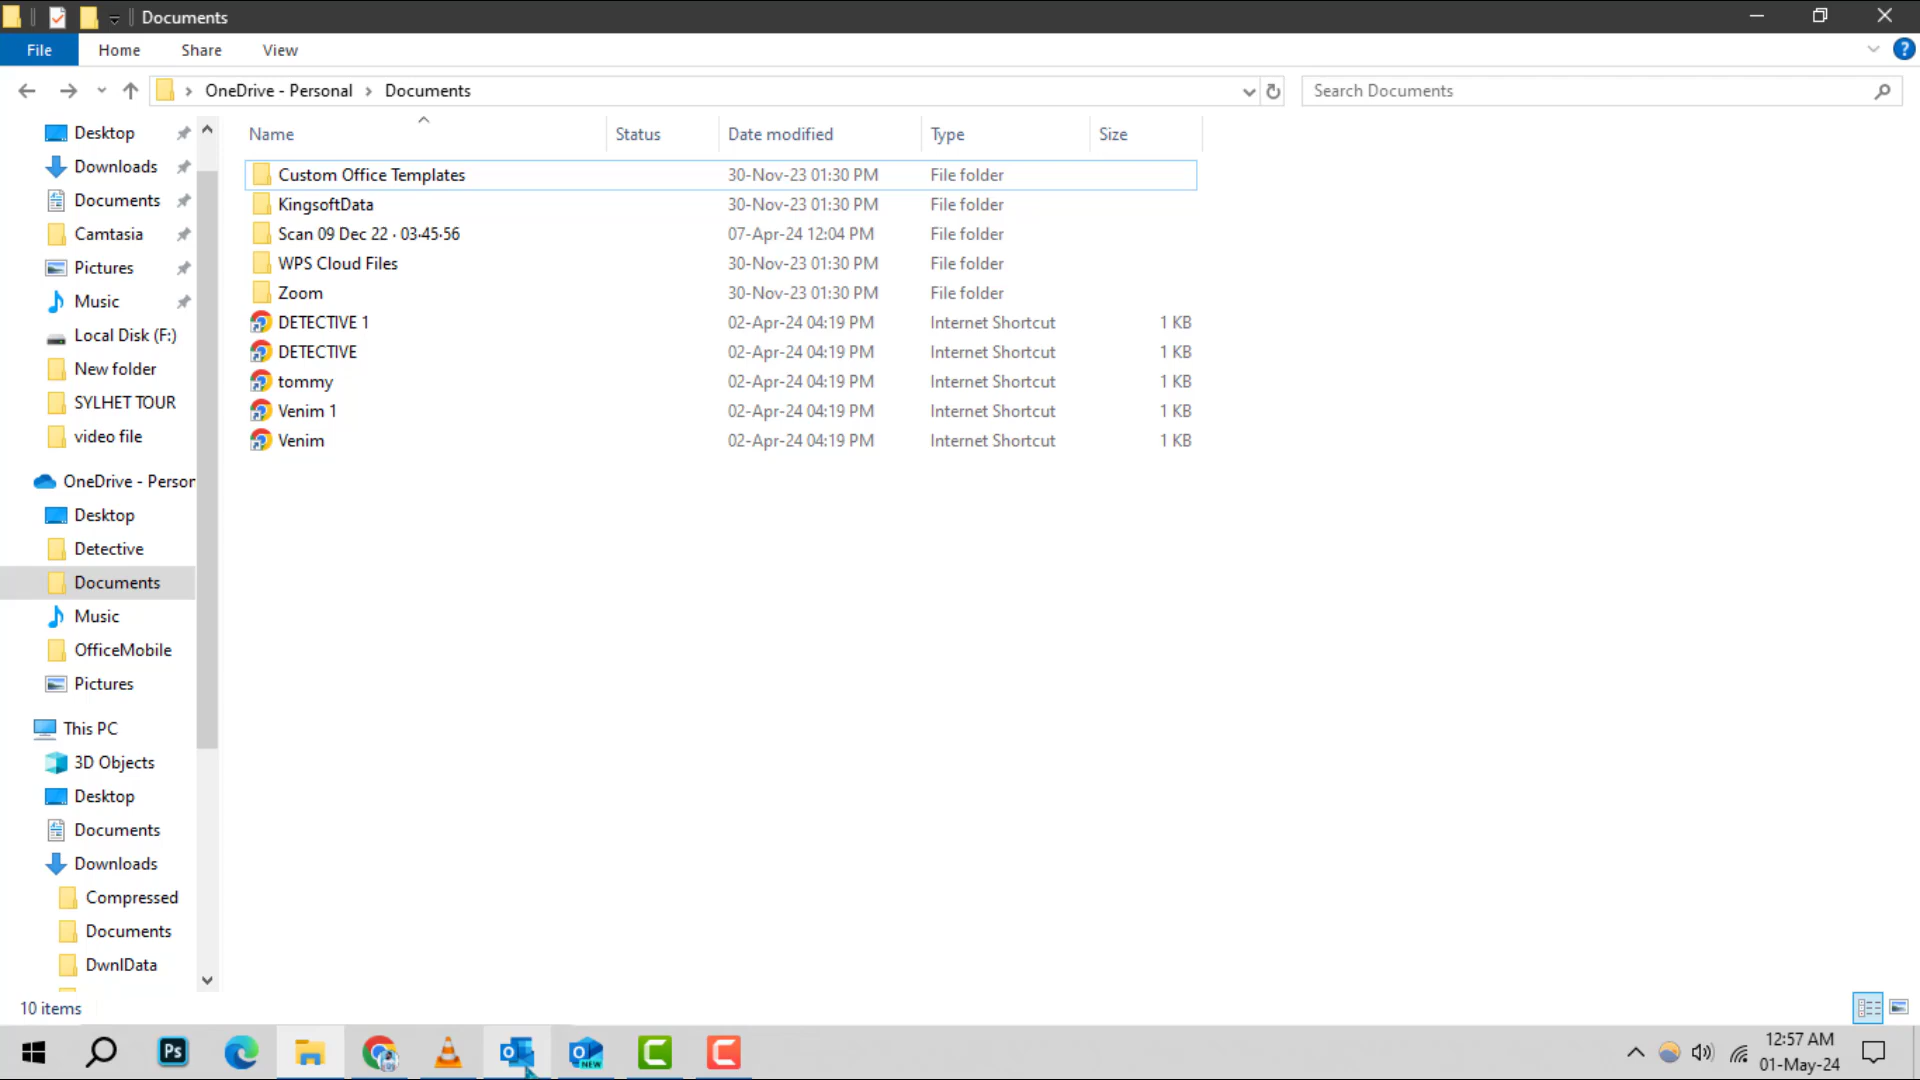 Documents
File Home Share View ?
› OneDrive - Personal › Documents
Search Documents
Name Status Date modified Type Size
Custom Office Templates 30-Nov-23 01:30 PM File folder
KingsoftData 30-Nov-23 01:30 PM File folder
Scan 09 Dec 22 · 03·45·56 07-Apr-24 12:04 PM File folder
WPS Cloud Files 30-Nov-23 01:30 PM File folder
Zoom 30-Nov-23 01:30 PM File folder
DETECTIVE 1 02-Apr-24 04:19 PM Internet Shortcut 1 KB
DETECTIVE 02-Apr-24 04:19 PM Internet Shortcut 1 KB
tommy 02-Apr-24 04:19 PM Internet Shortcut 1 KB
Venim 1 02-Apr-24 04:19 PM Internet Shortcut 1 KB
Venim 02-Apr-24 04:19 PM Internet Shortcut 1 KB
Desktop
Downloads
Documents
Camtasia
Pictures
Music
Local Disk (F:)
New folder
SYLHET TOUR
video file
OneDrive - Person
Desktop
Detective
Documents
Music
OfficeMobile
Pictures
This PC
3D Objects
Desktop
Documents
Downloads
Compressed
Documents
DwnlData
10 items
Ps
O
O NEW
C
C
12:57 AM
01-May-24